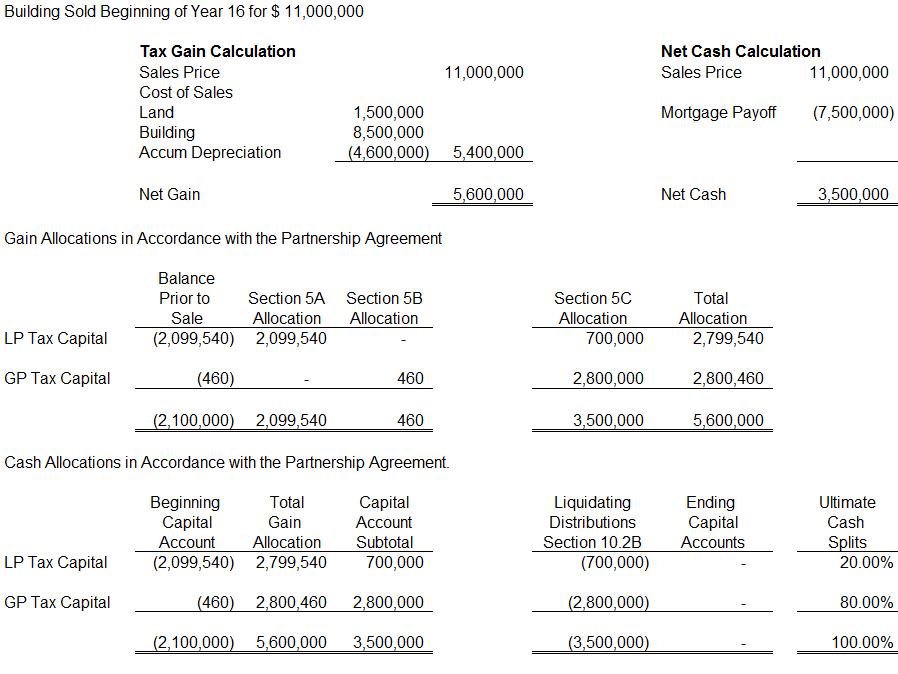 Building Sold Beginning of Year 16 for $ 11,000,000
Tax Gain Calculation Net Cash Calculation
Sales Price 11,000,000 Sales Price 11,000,000
Cost of Sales
Land 1,500,000 Mortgage Payoff (7,500,000)
Building 8,500,000
Accum Depreciation (4,600,000) 5,400,000
Net Gain 5,600,000 Net Cash 3,500,000
Gain Allocations in Accordance with the Partnership Agreement
Balance
Prior to Section 5A Section 5B Section 5C Total
Sale Allocation Allocation Allocation Allocation
LP Tax Capital (2,099,540) 2,099,540 - 700,000 2,799,540
GP Tax Capital (460) - 460 2,800,000 2,800,460
(2,100,000) 2,099,540 460 3,500,000 5,600,000
Cash Allocations in Accordance with the Partnership Agreement.
Beginning Total Capital Liquidating Ending Ultimate
Capital Gain Account Distributions Capital Cash
Account Allocation Subtotal Section 10.2B Accounts Splits
LP Tax Capital (2,099,540) 2,799,540 700,000 (700,000) - 20.00%
GP Tax Capital (460) 2,800,460 2,800,000 (2,800,000) - 80.00%
(2,100,000) 5,600,000 3,500,000 (3,500,000) - 100.00%